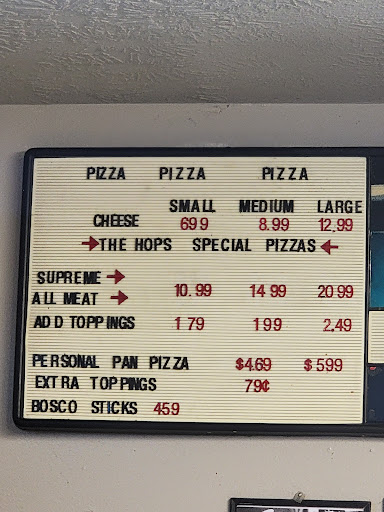 PIZZA PIZZA PIZZA
SMALL MEDIUM LARGE
CHEESE 699 8.99 12.99
→THE HOPS SPECIAL PIZZAS←
SUPREME→
ALL MEAT → 10.99 14 99 20 99
ADD TOPPINGS 1 79 1 99 2.49
PERSONAL PAN PIZZA $4.69 $599
EXTRA TOPPINGS 79¢
BOSCO STICKS 459